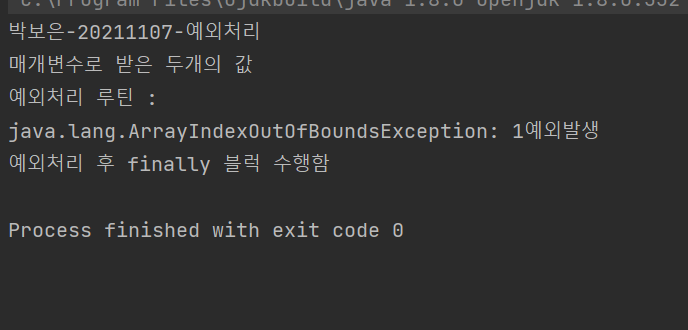 박보은-20211107-예외처리
매개변수로 받은 두개의 값
예외처리 루틴 :
java.lang.ArrayIndexOutOfBoundsException: 1예외발생
예외처리 후 finally 블럭 수행함
Process finished with exit code 0